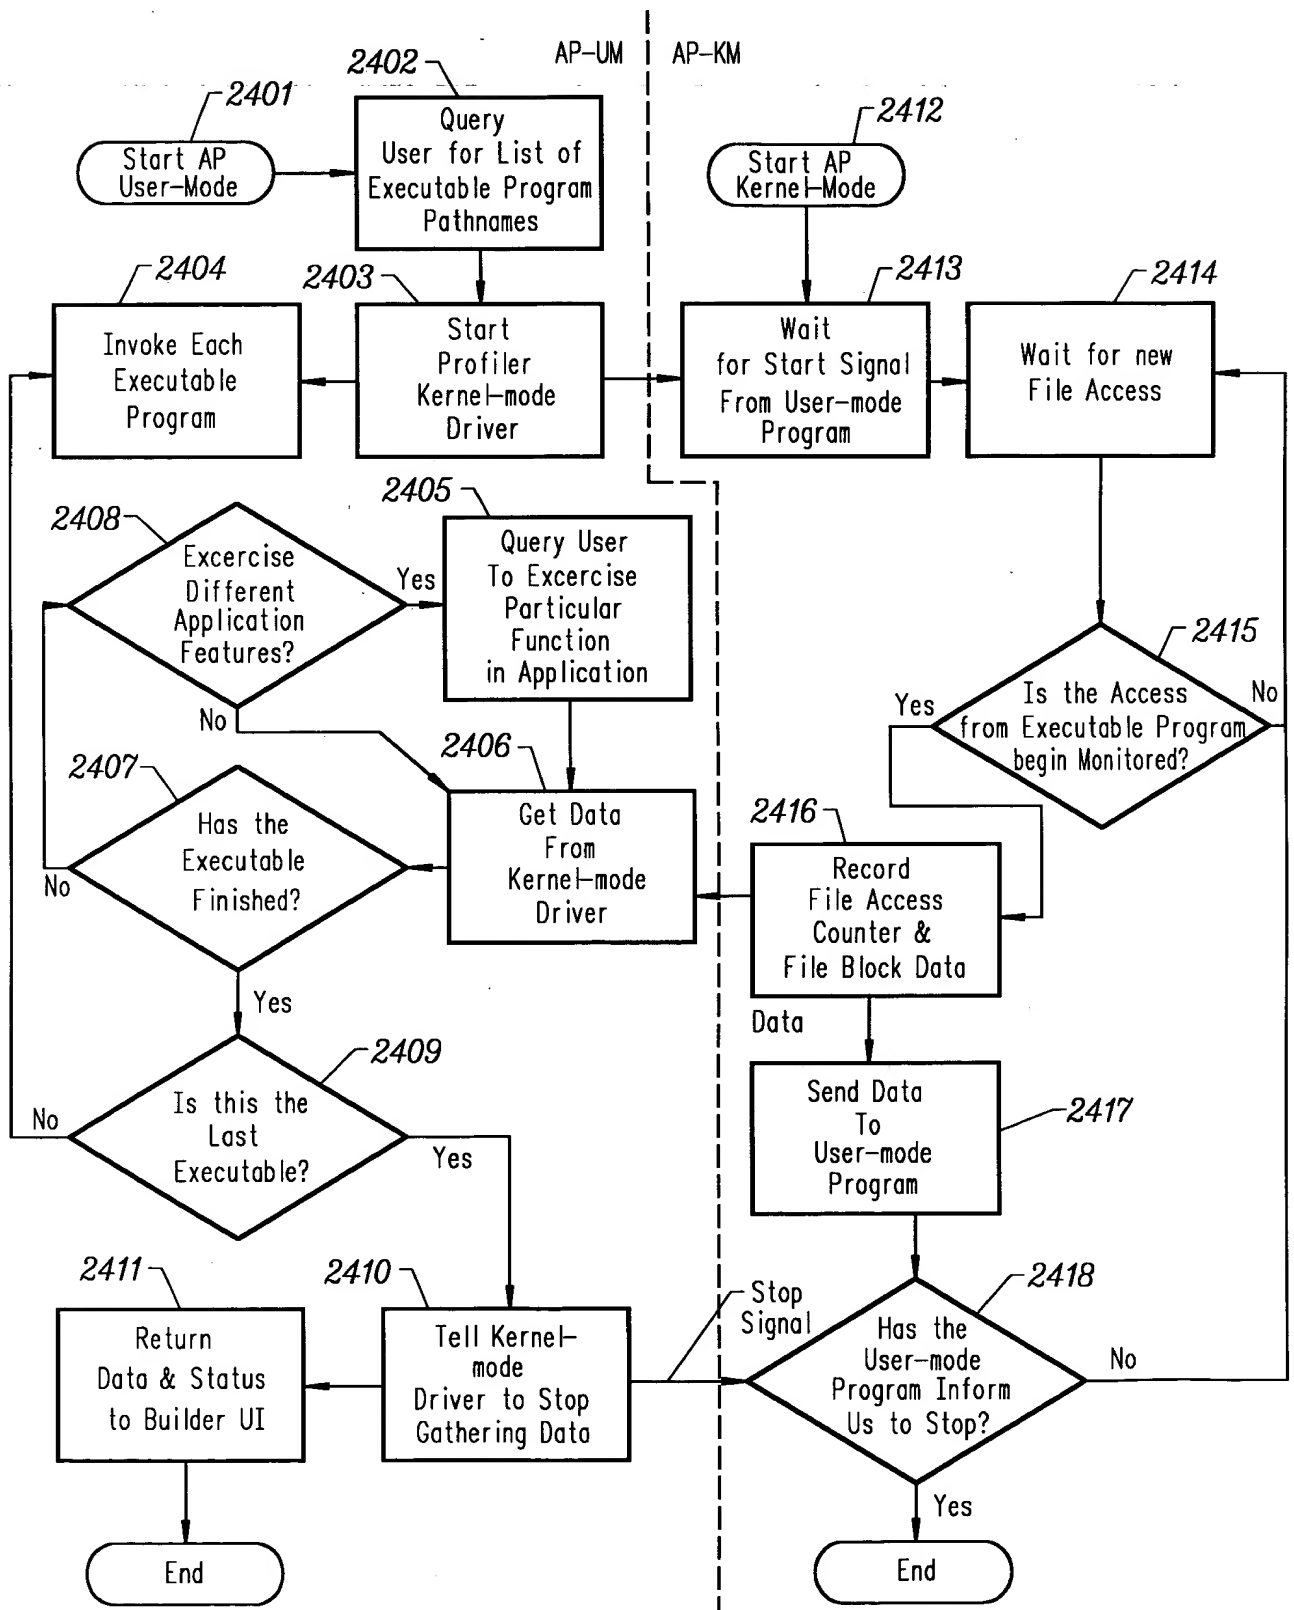 AP-UM
AP-KM
2401
Start AP
User-Mode
2402
Query
User for List of
Executable Program
Pathnames
2412
Start AP
Kernel-Mode
2404
Invoke Each
Executable
Program
2403
Start
Profiler
Kernel-mode
Driver
2413
Wait
for Start Signal
From User-mode
Program
2414
Wait for new
File Access
2408
Excercise
Different
Application
Features?
Yes
No
2405
Query User
To Excercise
Particular
Function
in Application
2415
Is the Access
from Executable Program
begin Monitored?
Yes
No
2407
Has the
Executable
Finished?
No
Yes
2406
Get Data
From
Kernel-mode
Driver
2416
Record
File Access
Counter &
File Block Data
Data
2409
Is this the
Last
Executable?
No
Yes
2417
Send Data
To
User-mode
Program
2411
Return
Data & Status
to Builder UI
2410
Tell Kernel-
mode
Driver to Stop
Gathering Data
Stop
Signal
2418
Has the
User-mode
Program Inform
Us to Stop?
No
Yes
End
End